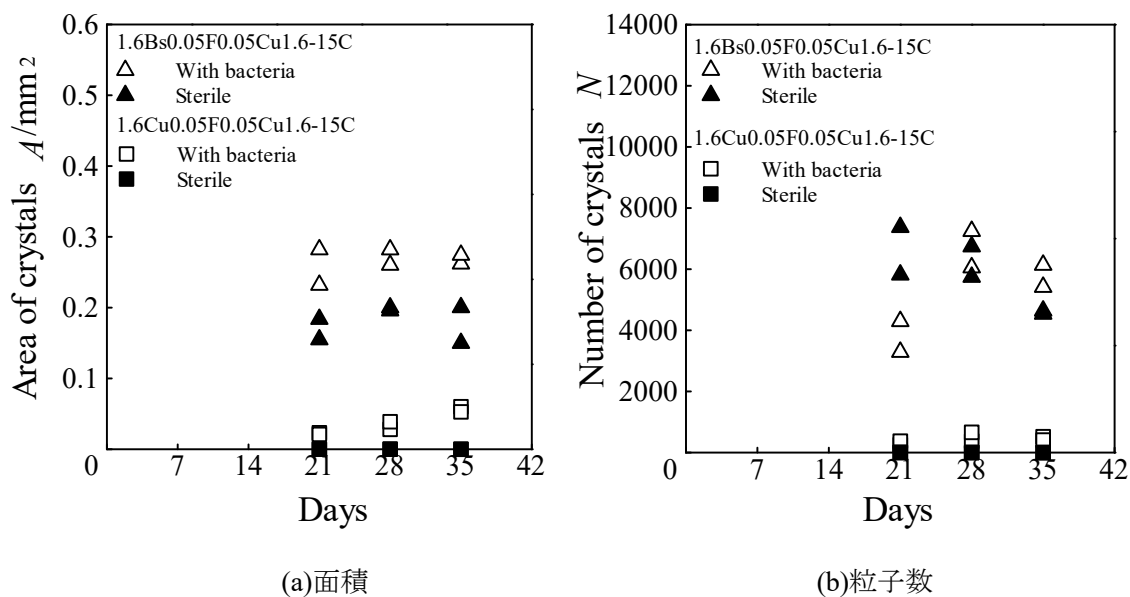 0.6
0.5
0.4
0.3
0.2
0.1
0
7
14
21
28
35
42
Area of crystals A/mm²
Days
1.6Bs0.05F0.05Cu1.6-15C
With bacteria
Sterile
1.6Cu0.05F0.05Cu1.6-15C
With bacteria
Sterile
(a)面積
14000
12000
10000
8000
6000
4000
2000
0
7
14
21
28
35
42
Number of crystals N
Days
1.6Bs0.05F0.05Cu1.6-15C
With bacteria
Sterile
1.6Cu0.05F0.05Cu1.6-15C
With bacteria
Sterile
(b)粒子数